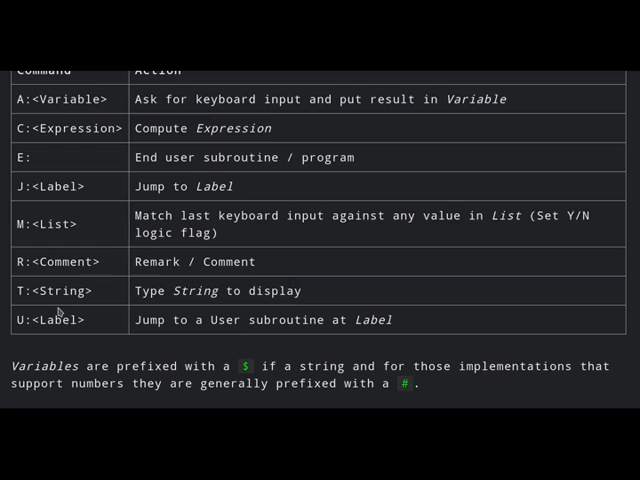 Command Action
A:<Variable> Ask for keyboard input and put result in Variable
C:<Expression> Compute Expression
E: End user subroutine / program
J:<Label> Jump to Label
M:<List> Match last keyboard input against any value in List (Set Y/N
logic flag)
R:<Comment> Remark / Comment
T:<String> Type String to display
U:<Label> Jump to a User subroutine at Label
Variables are prefixed with a $ if a string and for those implementations that
support numbers they are generally prefixed with a #.